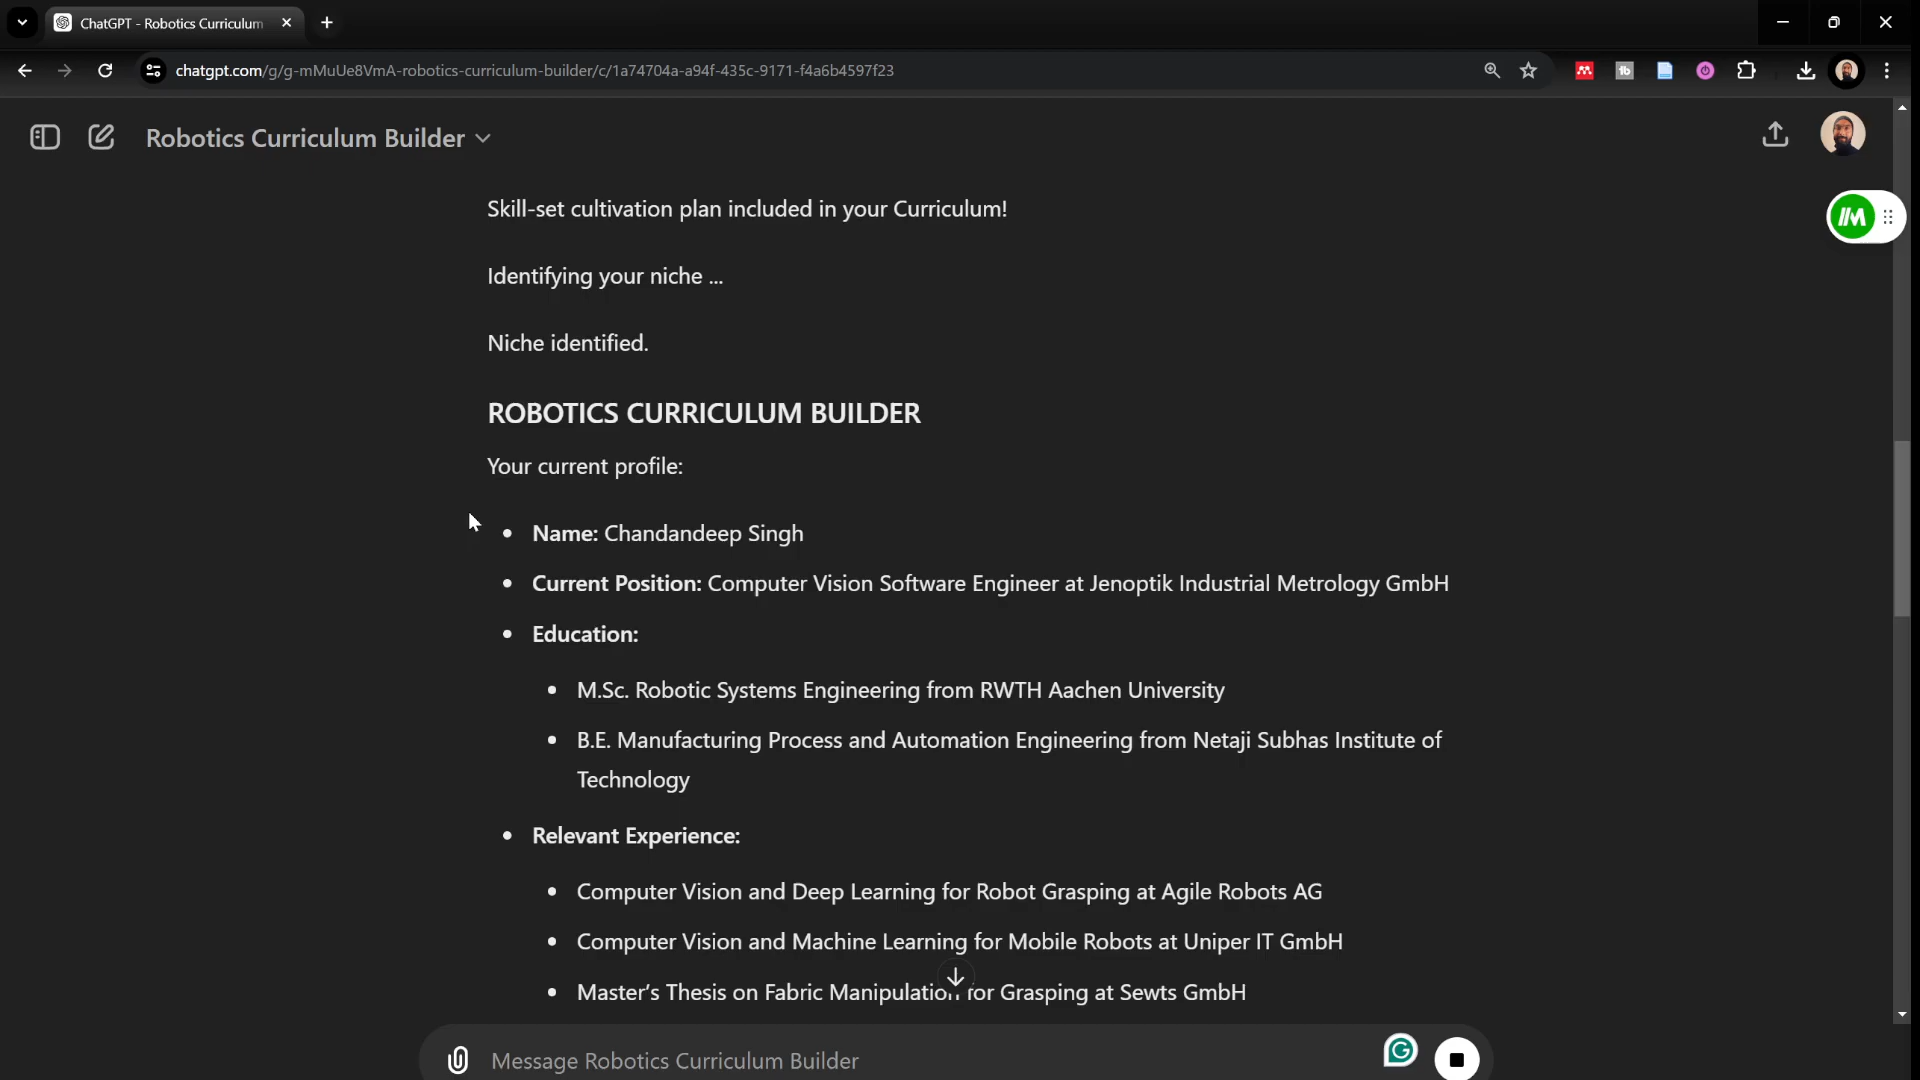 ChatGPT - Robotics Curriculum
chatgpt.com/g/g-mMuUe8VmA-robotics-curriculum-builder/c/1a74704a-a94f-435c-9171-f4a6b4597f23
Robotics Curriculum Builder
Skill-set cultivation plan included in your Curriculum!
Identifying your niche ...
Niche identified.
ROBOTICS CURRICULUM BUILDER
Your current profile:
• Name: Chandandeep Singh
• Current Position: Computer Vision Software Engineer at Jenoptik Industrial Metrology GmbH
• Education:
• M.Sc. Robotic Systems Engineering from RWTH Aachen University
• B.E. Manufacturing Process and Automation Engineering from Netaji Subhas Institute of
Technology
• Relevant Experience:
• Computer Vision and Deep Learning for Robot Grasping at Agile Robots AG
• Computer Vision and Machine Learning for Mobile Robots at Uniper IT GmbH
• Master's Thesis on Fabric Manipulation for Grasping at Sewts GmbH
Message Robotics Curriculum Builder